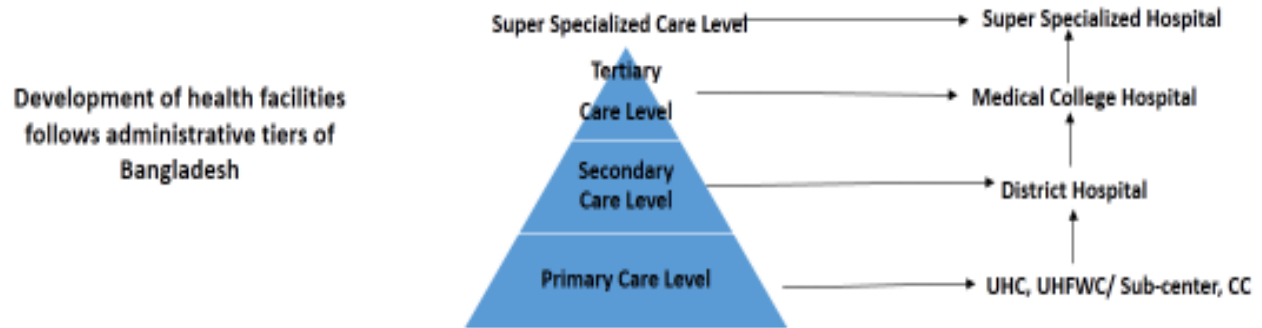 Development of health facilities
follows administrative tiers of
Bangladesh
Super Specialized Care Level
Tertiary
Care Level
Secondary
Care Level
Primary Care Level
Super Specialized Hospital
Medical College Hospital
District Hospital
UHC, UHFWC/ Sub-center, CC